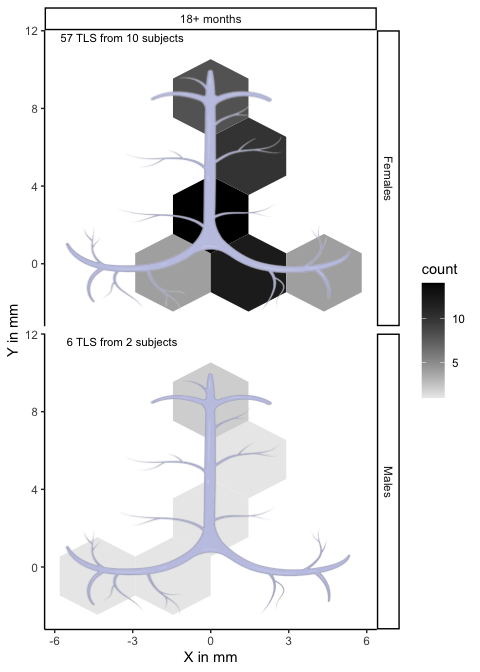 18+ months
57 TLS from 10 subjects
12
8
4
0
Females
6 TLS from 2 subjects
12
8
4
0
Males
-6 -3 0 3 6
X in mm
Y in mm
count
10
5